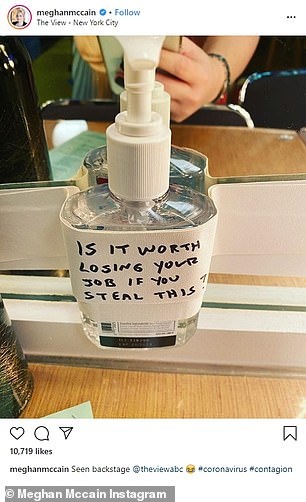 meghanmccain • Follow
The View - New York City
IS IT WORTH
LOSING YOUR
JOB IF YOU
STEAL THIS ?
10,719 likes
meghanmccain Seen backstage @theviewabc 😂 #coronavirus #contagion
© Meghan Mccain Instagram